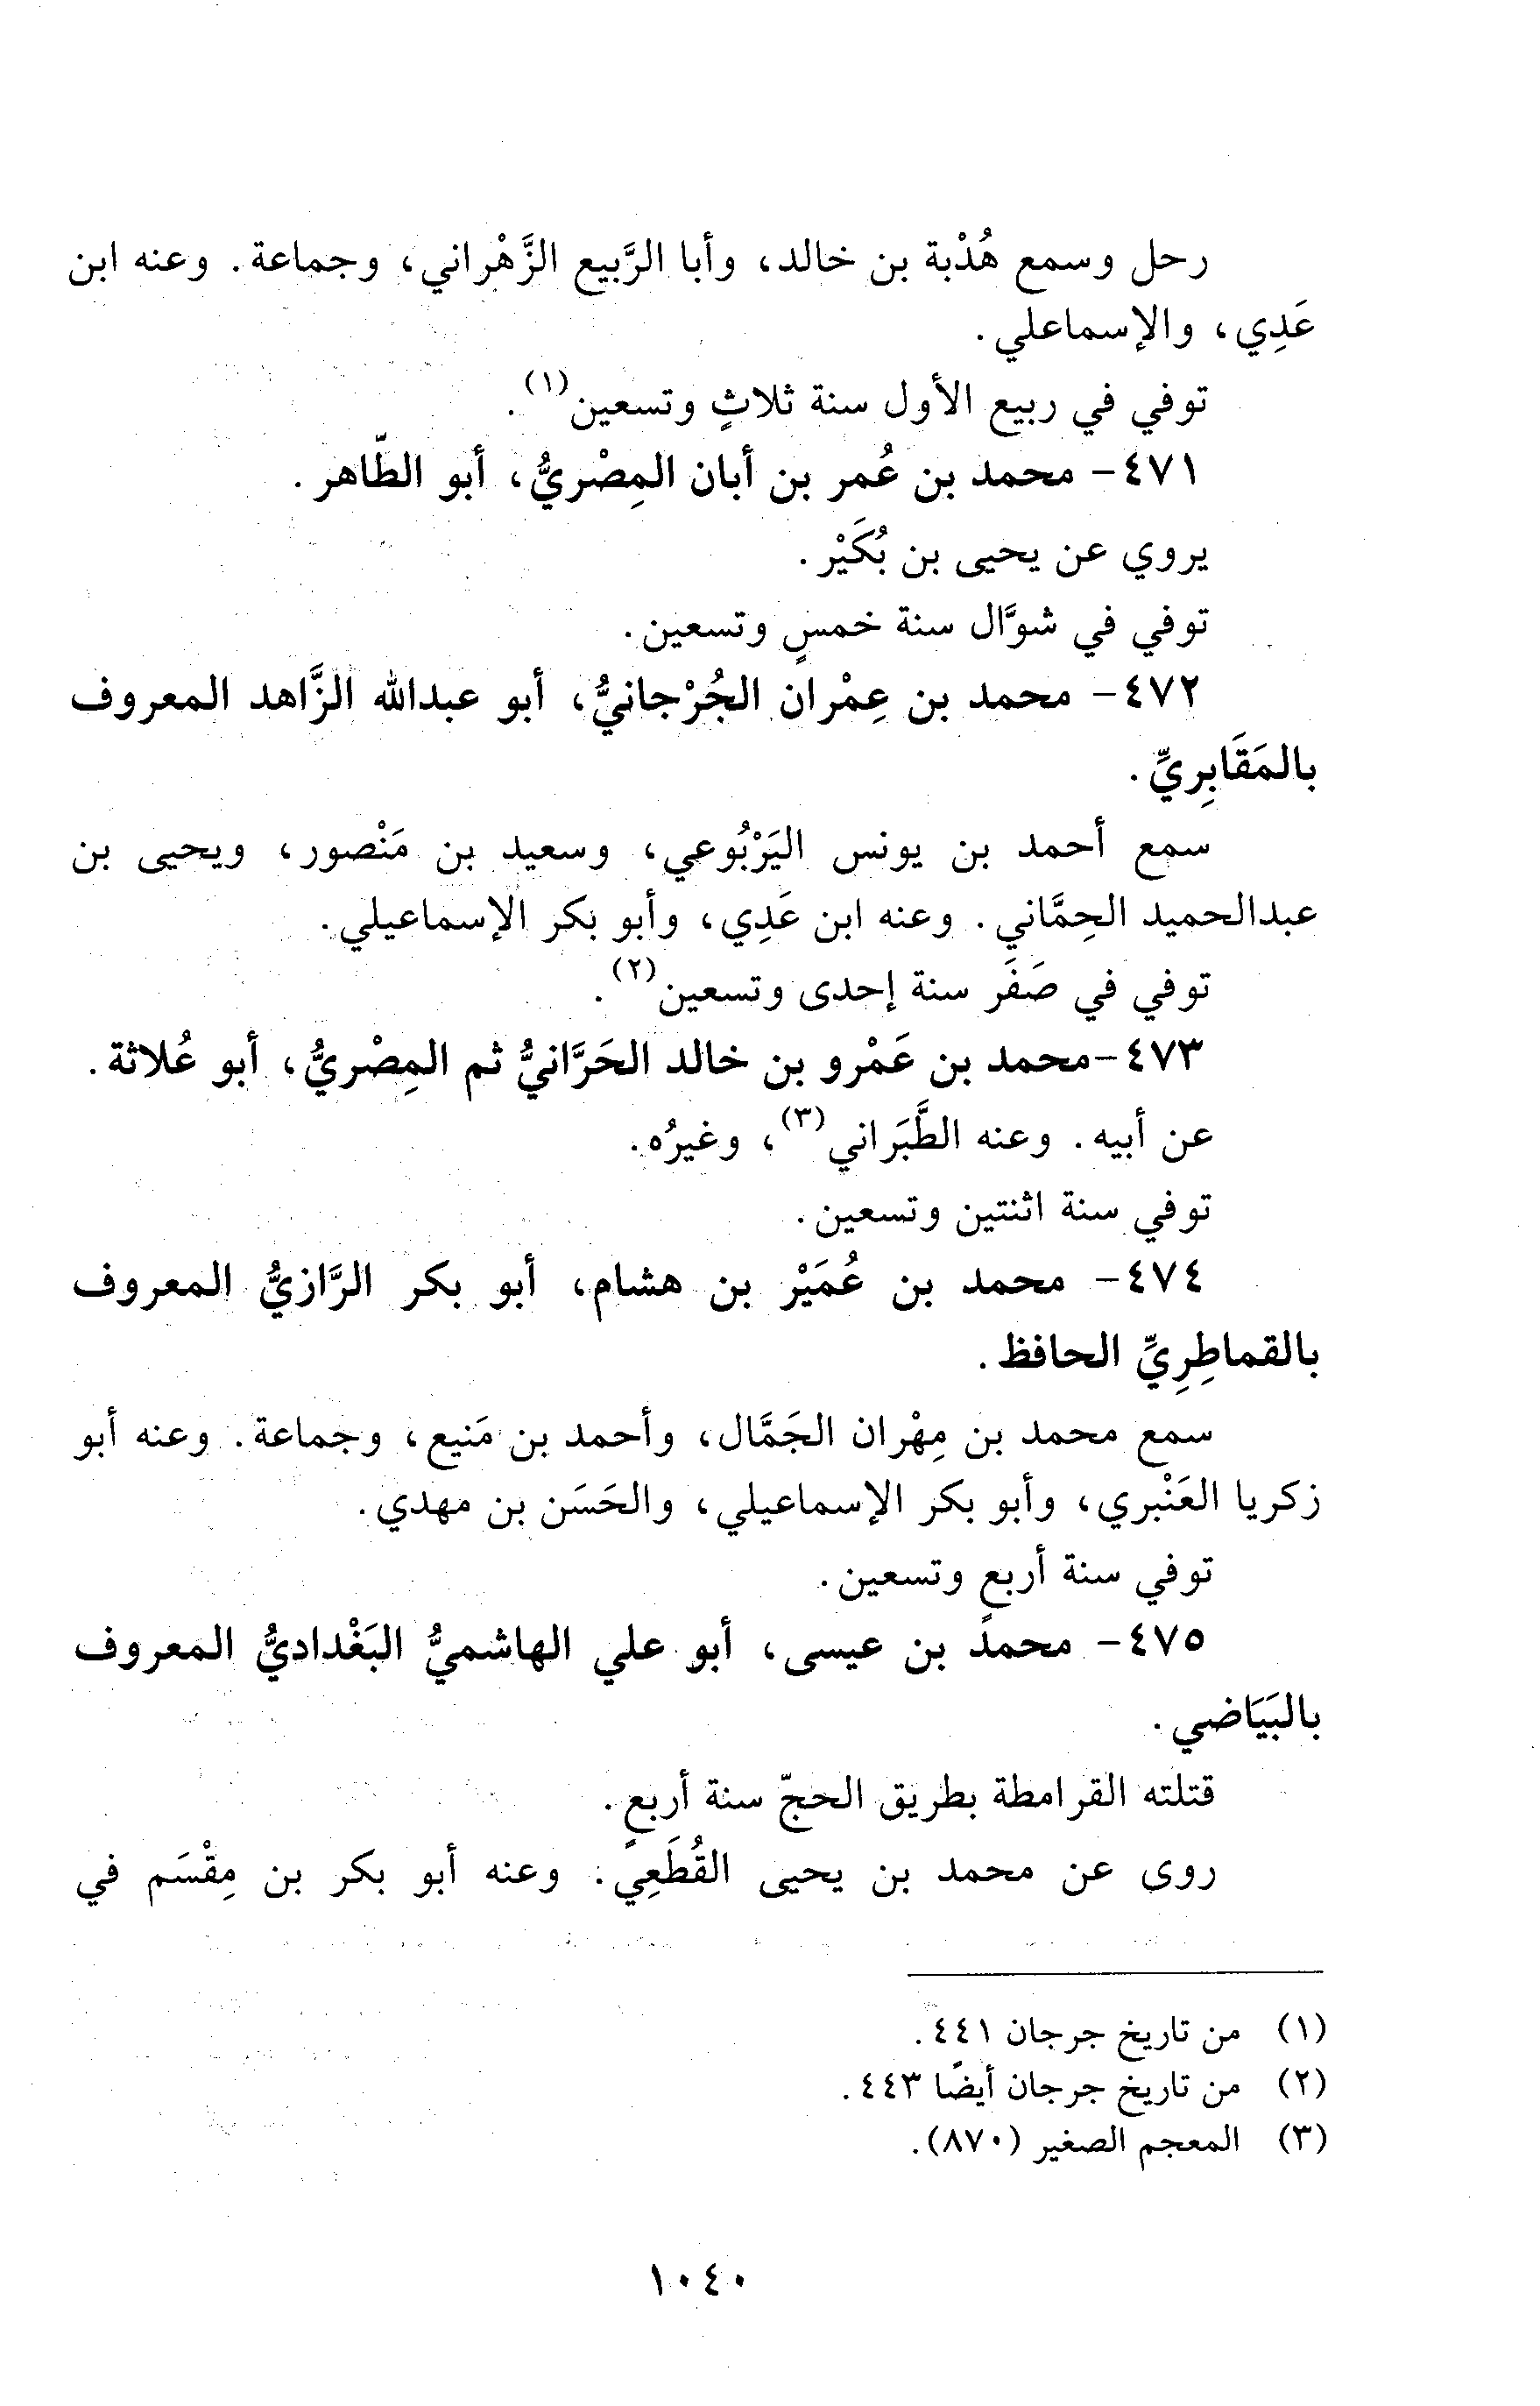 رحل وسمع هُدْبة بن خالد، وأبا الرَّبيع الزَّهْراني، وجماعة. وعنه ابن
عَدِي، والإسماعلي.
توفي في ربيع الأول سنة ثلاثٍ وتسعين(١).
٤٧١- محمد بن عُمر بن أبان المِصْريُّ، أبو الطّاهر.
يروي عن يحيى بن بُكَيْر.
توفي في شوَّال سنة خمسٍ وتسعين.
٤٧٢- محمد بن عِمْران الجُرْجانيُّ، أبو عبدالله الزَّاهد المعروف
بالمَقَابِريِّ.
سمع أحمد بن يونس اليَرْبُوعي، وسعيد بن مَنْصور، ويحيى بن
عبدالحميد الحِمَّاني. وعنه ابن عَدِي، وأبو بكر الإسماعيلي.
توفي في صَفَر سنة إحدى وتسعين(٢).
٤٧٣-محمد بن عَمْرو بن خالد الحَرَّانيُّ ثم المِصْريُّ، أبو عُلاثة.
عن أبيه. وعنه الطَّبَراني(٣)، وغيرُه.
توفي سنة اثنتين وتسعين.
٤٧٤- محمد بن عُمَيْر بن هشام، أبو بكر الرَّازيُّ المعروف
بالقماطِرِيِّ الحافظ.
سمع محمد بن مِهْران الجَمَّال، وأحمد بن مَنيع، وجماعة. وعنه أبو
زكريا العَنْبري، وأبو بكر الإسماعيلي، والحَسَن بن مهدي.
توفي سنة أربعٍ وتسعين.
٤٧٥- محمد بن عيسى، أبو علي الهاشميُّ البَغْداديُّ المعروف
بالبَيَاضي.
قتلته القرامطة بطريق الحجّ سنة أربعٍ.
روى عن محمد بن يحيى القُطَعِي. وعنه أبو بكر بن مِقْسَم في
(١) من تاريخ جرجان ٤٤١.
(٢) من تاريخ جرجان أيضًا ٤٤٣.
(٣) المعجم الصغير (٨٧٠).
١٠٤٠